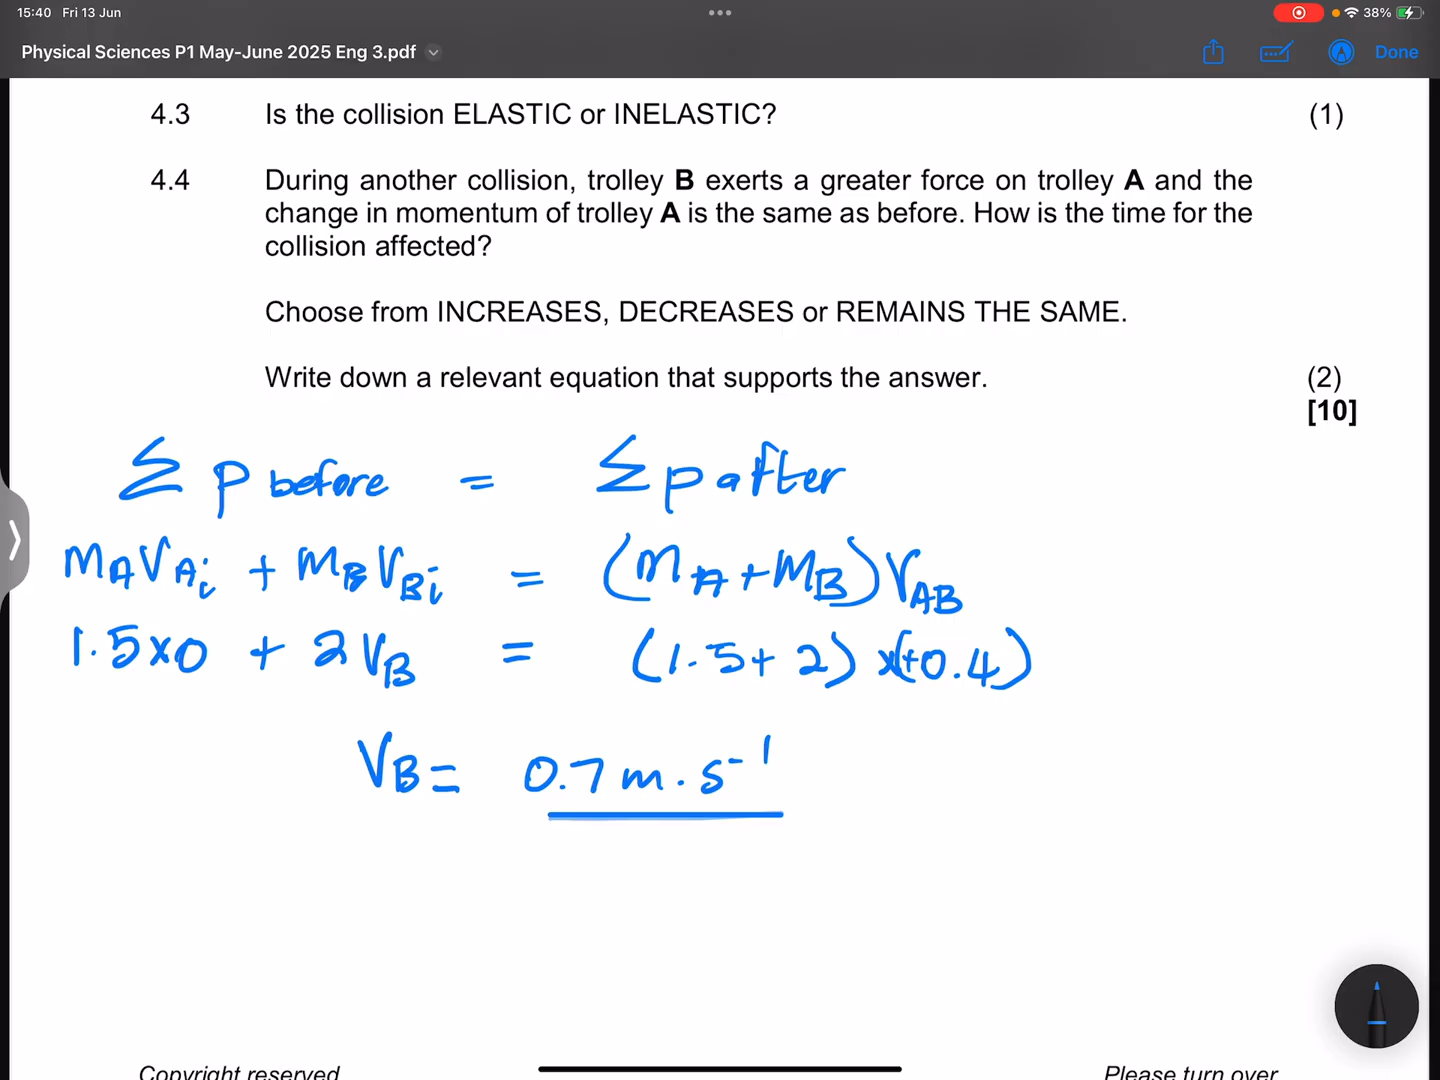 15:40 Fri 13 Jun
38%
Physical Sciences P1 May-June 2025 Eng 3.pdf
Done
4.3 Is the collision ELASTIC or INELASTIC? (1)
4.4 During another collision, trolley B exerts a greater force on trolley A and the
change in momentum of trolley A is the same as before. How is the time for the
collision affected?
Choose from INCREASES, DECREASES or REMAINS THE SAME.
Write down a relevant equation that supports the answer. (2)
[10]
Σ p before = Σ p after
mAVAi + mBVBi = (mA + mB)VAB
1.5×0 + 2VB = (1.5 + 2) ×(+0.4)
VB = 0.7 m.s⁻¹
Copyright reserved Please turn over